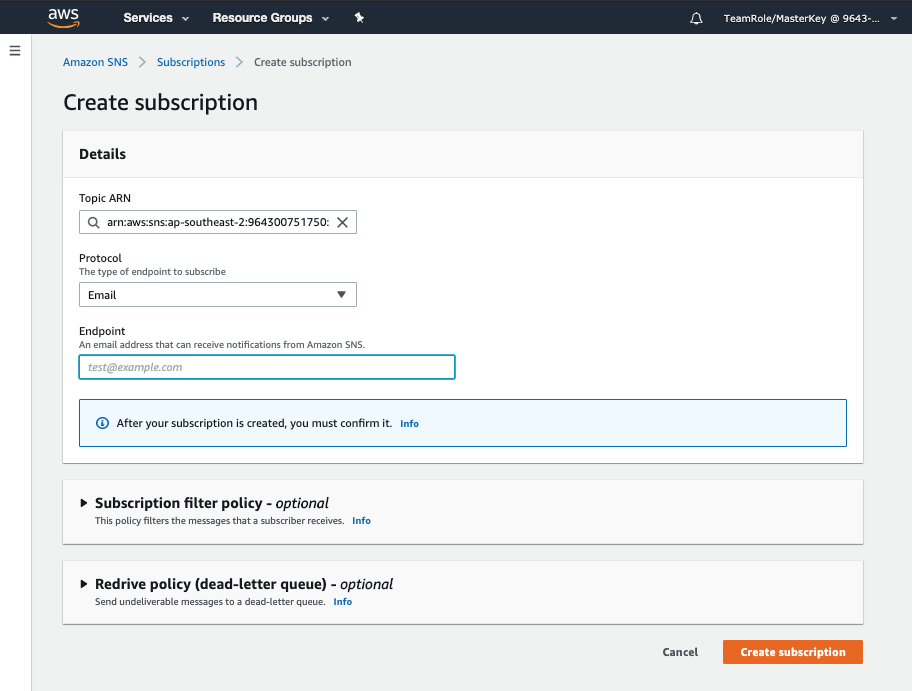 aws Services Resource Groups TeamRole/MasterKey @ 9643-...
Amazon SNS > Subscriptions > Create subscription
Create subscription
Details
Topic ARN
arn:aws:sns:ap-southeast-2:964300751750:
Protocol
The type of endpoint to subscribe
Email
Endpoint
An email address that can receive notifications from Amazon SNS.
test@example.com
After your subscription is created, you must confirm it. Info
Subscription filter policy - optional
This policy filters the messages that a subscriber receives. Info
Redrive policy (dead-letter queue) - optional
Send undeliverable messages to a dead-letter queue. Info
Cancel Create subscription